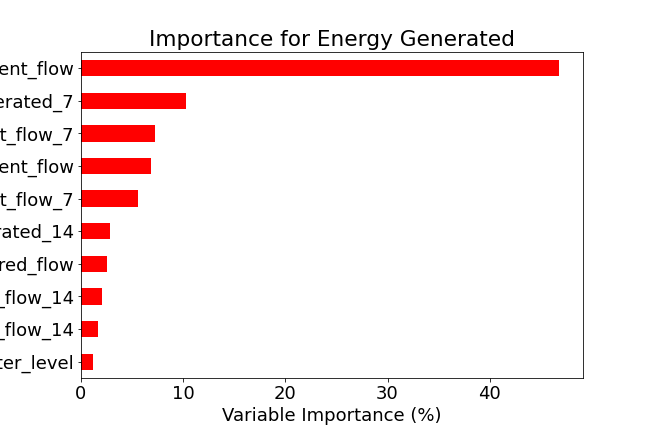 Importance for Energy Generated
ent_flow
erated_7
t_flow_7
ent_flow
t_flow_7
rated_14
red_flow
_flow_14
_flow_14
ter_level
0 10 20 30 40
Variable Importance (%)